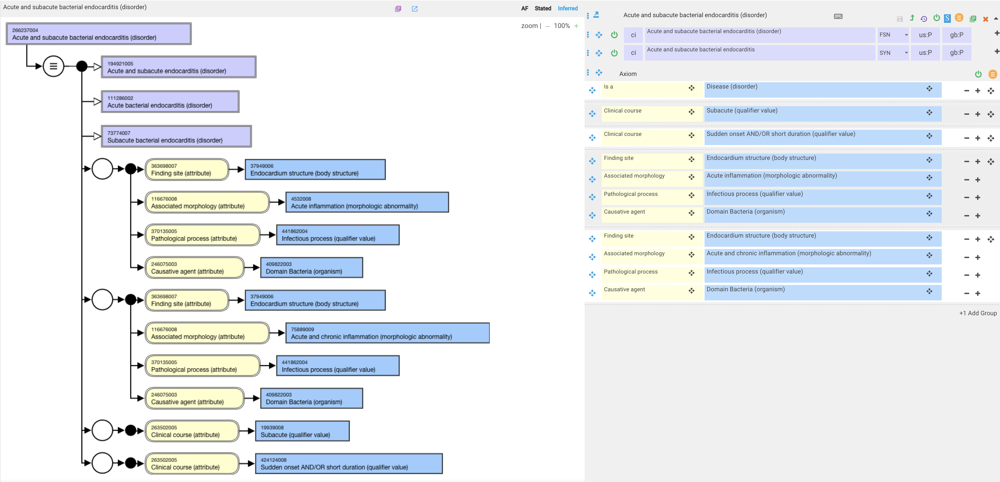 Acute and subacute bacterial endocarditis (disorder)
AF Stated Inferred
zoom | − 100% +
266237004
Acute and subacute bacterial endocarditis (disorder)
194921005
Acute and subacute endocarditis (disorder)
111286002
Acute bacterial endocarditis (disorder)
73774007
Subacute bacterial endocarditis (disorder)
363698007
Finding site (attribute)
37949006
Endocardium structure (body structure)
116676008
Associated morphology (attribute)
4532008
Acute inflammation (morphologic abnormality)
370135005
Pathological process (attribute)
441862004
Infectious process (qualifier value)
246075003
Causative agent (attribute)
409822003
Domain Bacteria (organism)
363698007
Finding site (attribute)
37949006
Endocardium structure (body structure)
116676008
Associated morphology (attribute)
75889009
Acute and chronic inflammation (morphologic abnormality)
370135005
Pathological process (attribute)
441862004
Infectious process (qualifier value)
246075003
Causative agent (attribute)
409822003
Domain Bacteria (organism)
263502005
Clinical course (attribute)
19939008
Subacute (qualifier value)
263502005
Clinical course (attribute)
424124008
Sudden onset AND/OR short duration (qualifier value)
Acute and subacute bacterial endocarditis (disorder)
S
ci Acute and subacute bacterial endocarditis (disorder) FSN us:P gb:P
ci Acute and subacute bacterial endocarditis SYN us:P gb:P
Axiom
Is a Disease (disorder)
Clinical course Subacute (qualifier value)
Clinical course Sudden onset AND/OR short duration (qualifier value)
Finding site Endocardium structure (body structure)
Associated morphology Acute inflammation (morphologic abnormality)
Pathological process Infectious process (qualifier value)
Causative agent Domain Bacteria (organism)
Finding site Endocardium structure (body structure)
Associated morphology Acute and chronic inflammation (morphologic abnormality)
Pathological process Infectious process (qualifier value)
Causative agent Domain Bacteria (organism)
+1 Add Group